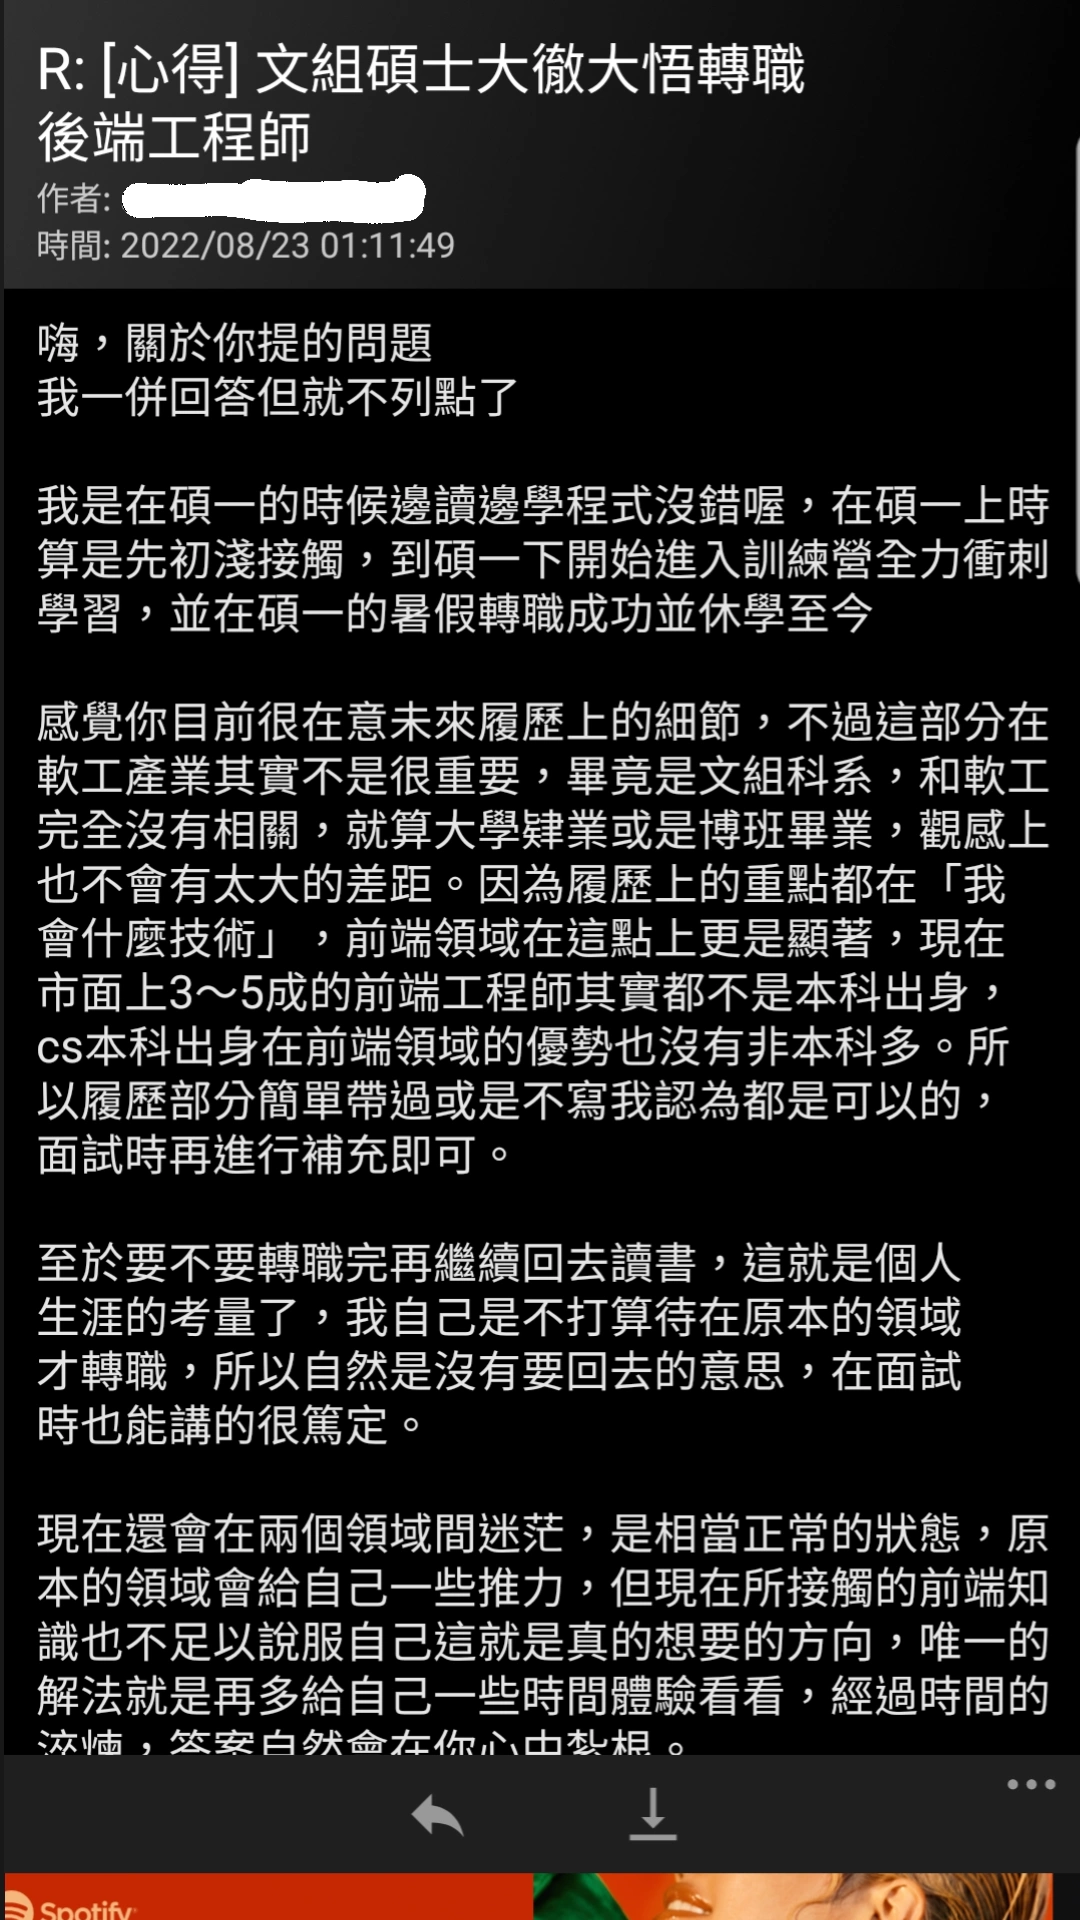 R: [心得] 文組碩士大徹大悟轉職
後端工程師
作者:
時間: 2022/08/23 01:11:49
嗨，關於你提的問題
我一併回答但就不列點了
我是在碩一的時候邊讀邊學程式沒錯喔，在碩一上時
算是先初淺接觸，到碩一下開始進入訓練營全力衝刺
學習，並在碩一的暑假轉職成功並休學至今
感覺你目前很在意未來履歷上的細節，不過這部分在
軟工產業其實不是很重要，畢竟是文組科系，和軟工
完全沒有相關，就算大學肄業或是博班畢業，觀感上
也不會有太大的差距。因為履歷上的重點都在「我
會什麼技術」，前端領域在這點上更是顯著，現在
市面上3～5成的前端工程師其實都不是本科出身，
cs本科出身在前端領域的優勢也沒有非本科多。所
以履歷部分簡單帶過或是不寫我認為都是可以的，
面試時再進行補充即可。
至於要不要轉職完再繼續回去讀書，這就是個人
生涯的考量了，我自己是不打算待在原本的領域
才轉職，所以自然是沒有要回去的意思，在面試
時也能講的很篤定。
現在還會在兩個領域間迷茫，是相當正常的狀態，原
本的領域會給自己一些推力，但現在所接觸的前端知
識也不足以說服自己這就是真的想要的方向，唯一的
解法就是再多給自己一些時間體驗看看，經過時間的
淬煉，答案自然會在你心中紮根。
Spotify